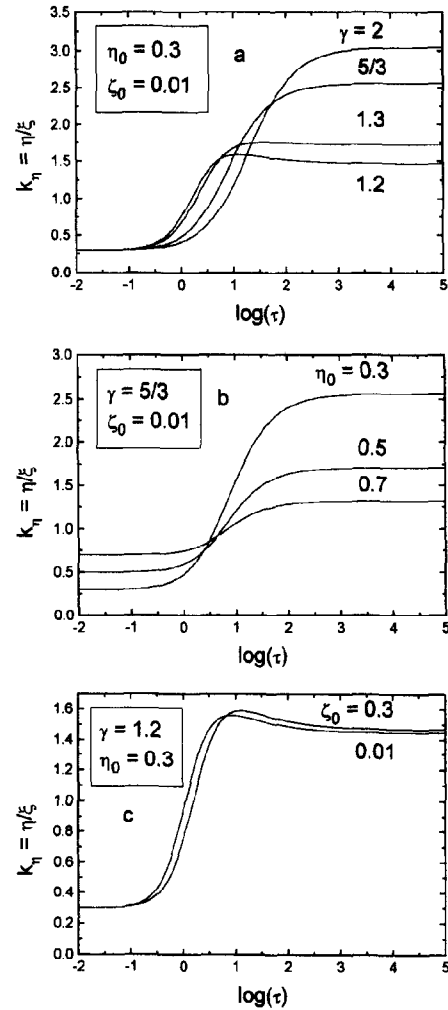 3.5
3.0
2.5
2.0
1.5
1.0
0.5
0.0
k_η = η/ξ
η₀ = 0.3
ζ₀ = 0.01
a
γ = 2
5/3
1.3
1.2
-2 -1 0 1 2 3 4 5
log(τ)
3.0
2.5
2.0
1.5
1.0
0.5
0.0
k_η = η/ξ
γ = 5/3
ζ₀ = 0.01
b
η₀ = 0.3
0.5
0.7
-2 -1 0 1 2 3 4 5
log(τ)
1.6
1.4
1.2
1.0
0.8
0.6
0.4
0.2
0.0
k_η = η/ξ
γ = 1.2
η₀ = 0.3
c
ζ₀ = 0.3
0.01
-2 -1 0 1 2 3 4 5
log(τ)